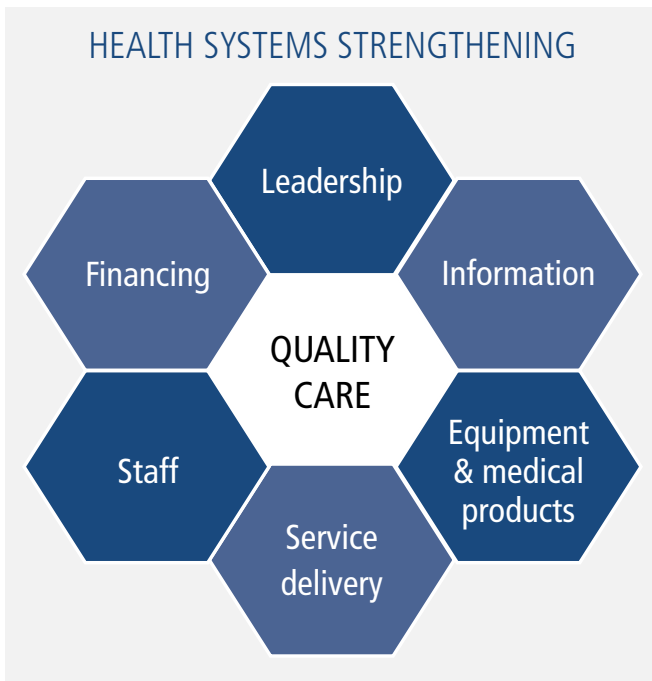 HEALTH SYSTEMS STRENGTHENING
Leadership
Financing
Information
QUALITY
CARE
Staff
Equipment
& medical
products
Service
delivery